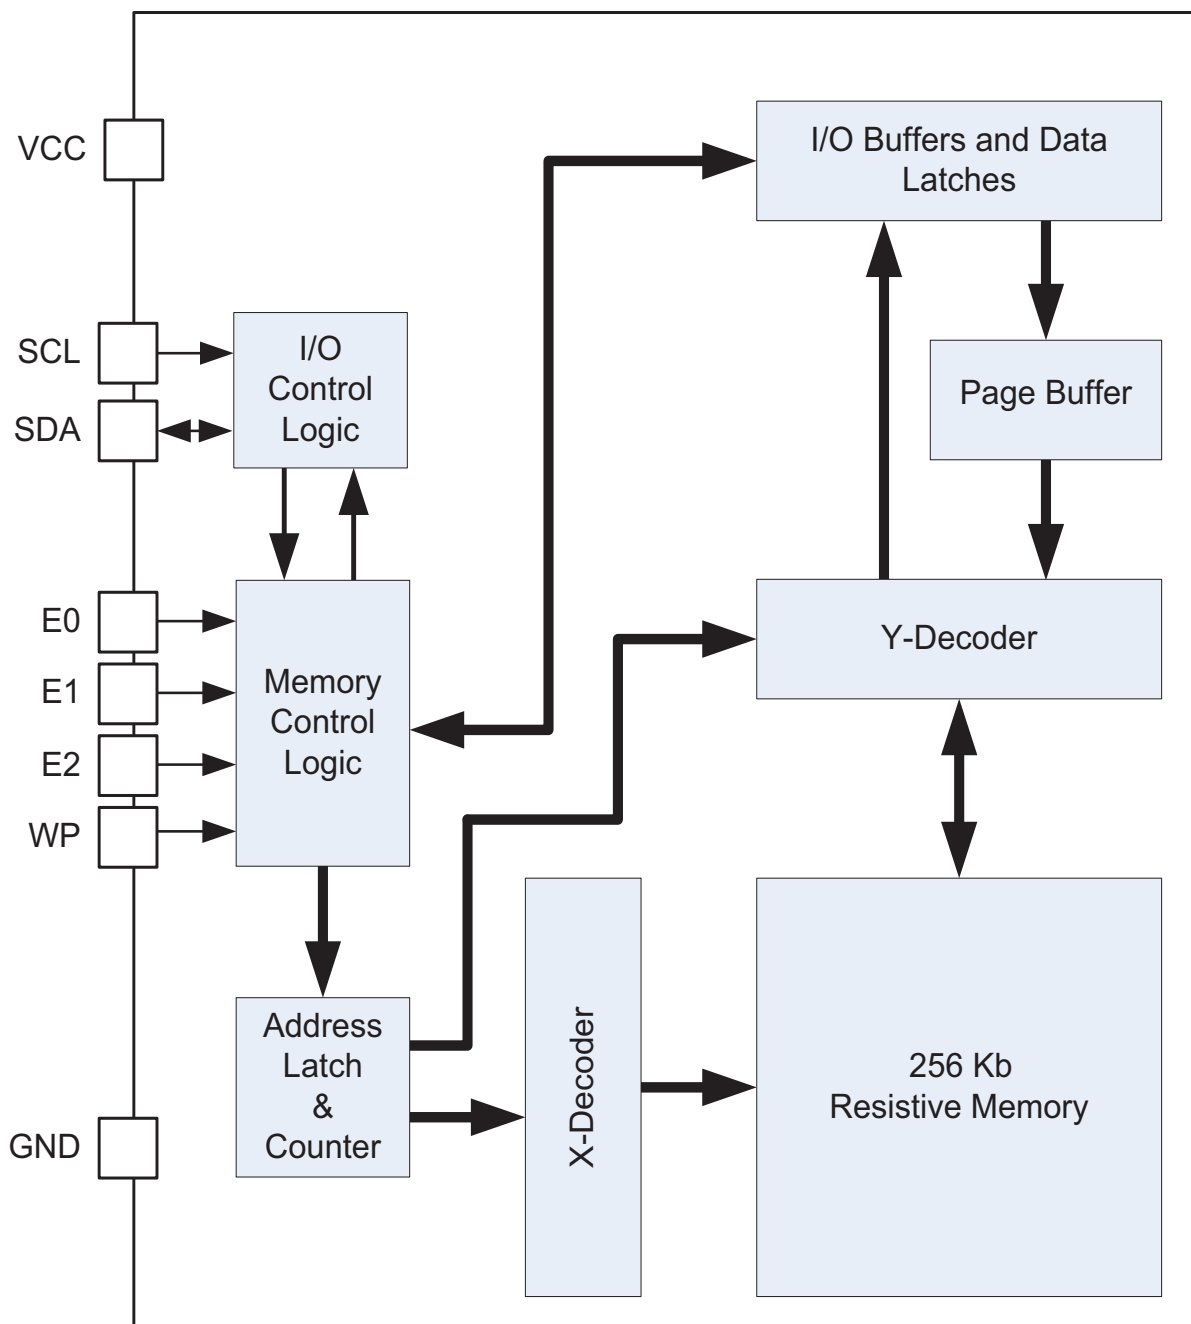 VCC
I/O Buffers and Data
Latches
SCL
I/O
Control
Logic
SDA
Page Buffer
E0
E1
E2
WP
Memory
Control
Logic
Y-Decoder
Address
Latch
&
Counter
X-Decoder
256 Kb
Resistive Memory
GND